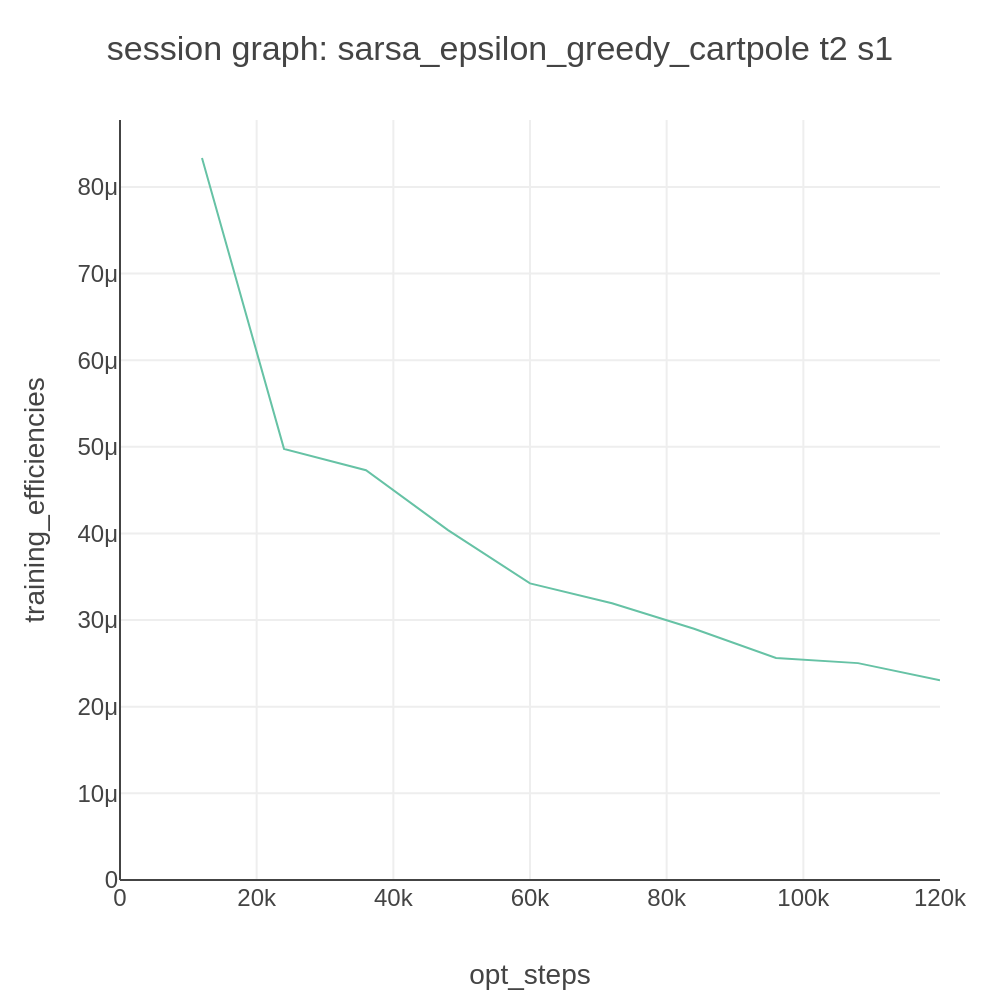 session graph: sarsa_epsilon_greedy_cartpole t2 s1
training_efficiencies
80μ
70μ
60μ
50μ
40μ
30μ
20μ
10μ
0
0 20k 40k 60k 80k 100k 120k
opt_steps